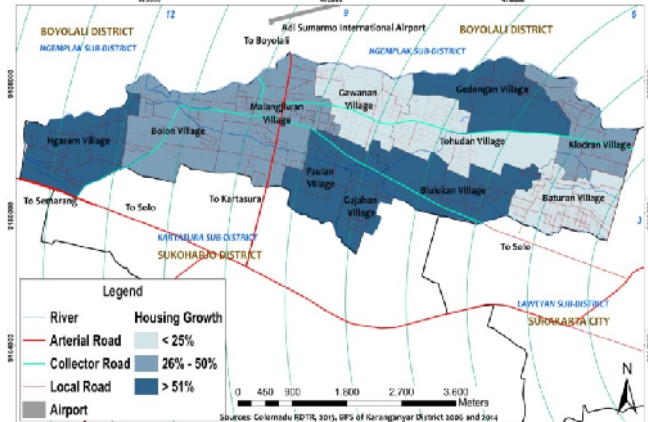 12
9
6
Adi Sumarmo International Airport
BOYOLALI DISTRICT
BOYOLALI DISTRICT
To Boyolali
NGEMPLAK SUB-DISTRICT
NGEMPLAK SUB-DISTRICT
9108000
Gawanan
Village
Gedongan Village
Malangjiwan
Village
Bolon Village
Ngasem Village
Tohudan Village
Klodran Village
Paulan
Village
Blulukan Village
Gajahan
Village
Baturan Village
3
To Semarang
To Solo
To Kartasura
To Solo
KARTASURA SUB-DISTRICT
SUKOHARJO DISTRICT
LAWEYAN SUB-DISTRICT
SURAKARTA CITY
Legend
River
Arterial Road
Collector Road
Local Road
Airport
Housing Growth
< 25%
26% - 50%
> 51%
N
0 450 900 1.800 2.700 3.600
Meters
Sources: Colomadu RDTR, 2013, BPS of Karanganyar District 2006 and 2014